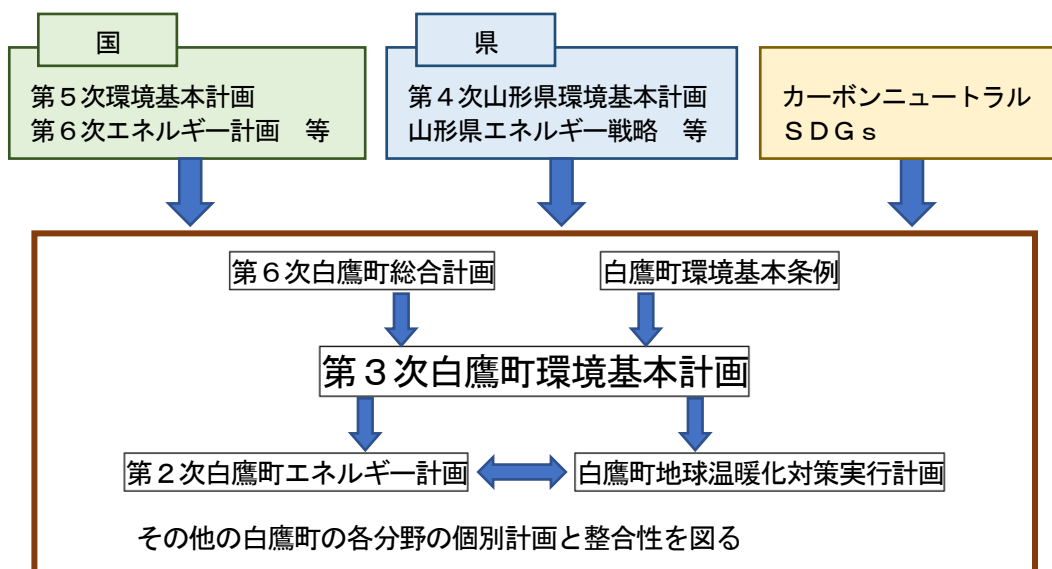 国
第５次環境基本計画
第６次エネルギー計画　等
県
第４次山形県環境基本計画
山形県エネルギー戦略　等
カーボンニュートラル
ＳＤＧｓ
第６次白鷹町総合計画
白鷹町環境基本条例
第３次白鷹町環境基本計画
第２次白鷹町エネルギー計画
白鷹町地球温暖化対策実行計画
その他の白鷹町の各分野の個別計画と整合性を図る